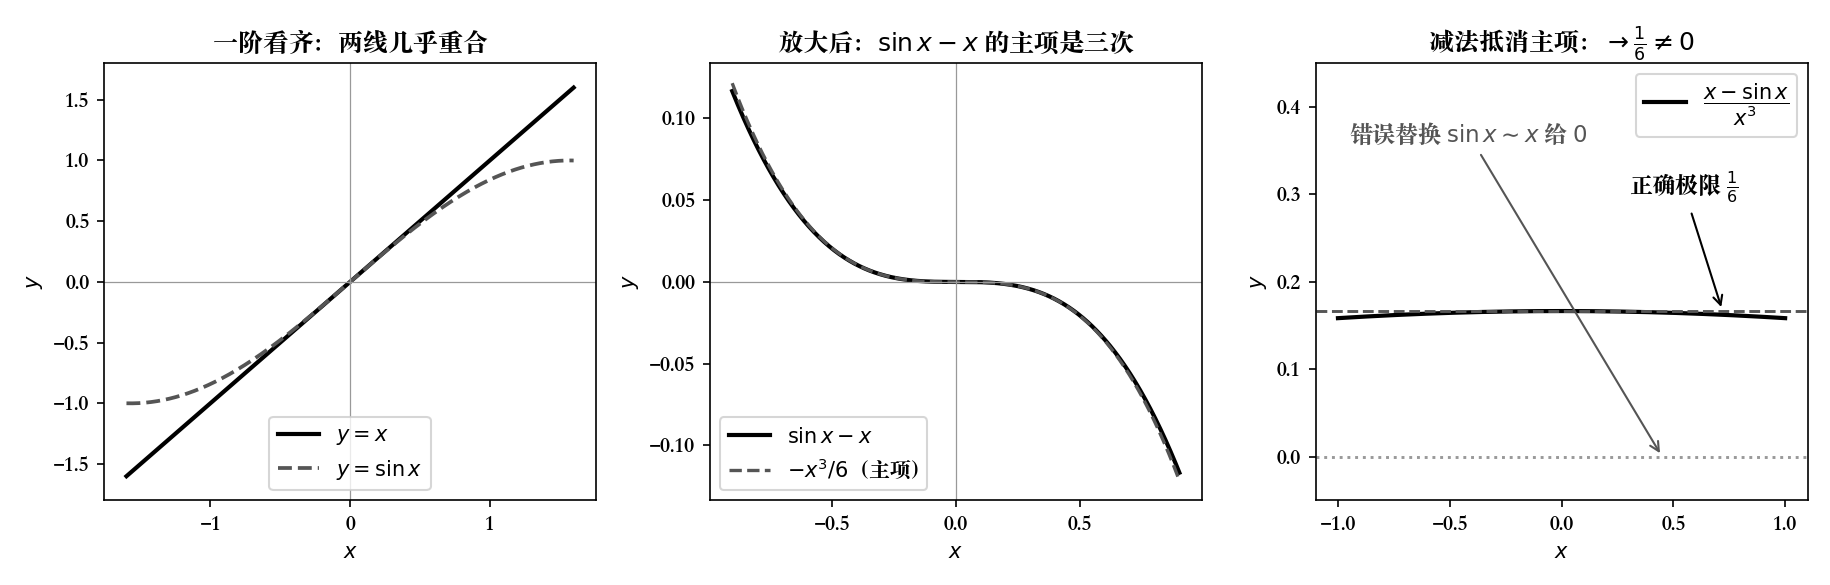 一阶看齐：两线几乎重合
y
1.5
1.0
0.5
0.0
−0.5
−1.0
−1.5
−1
0
1
x
y = x
y = sin x
放大后：sin x − x 的主项是三次
y
0.10
0.05
0.00
−0.05
−0.10
−0.5
0.0
0.5
x
sin x − x
−x³/6（主项）
减法抵消主项：→ 1/6 ≠ 0
y
0.4
0.3
0.2
0.1
0.0
−1.0
−0.5
0.0
0.5
1.0
x
(x − sin x)/x³
错误替换 sin x ~ x 给 0
正确极限 1/6